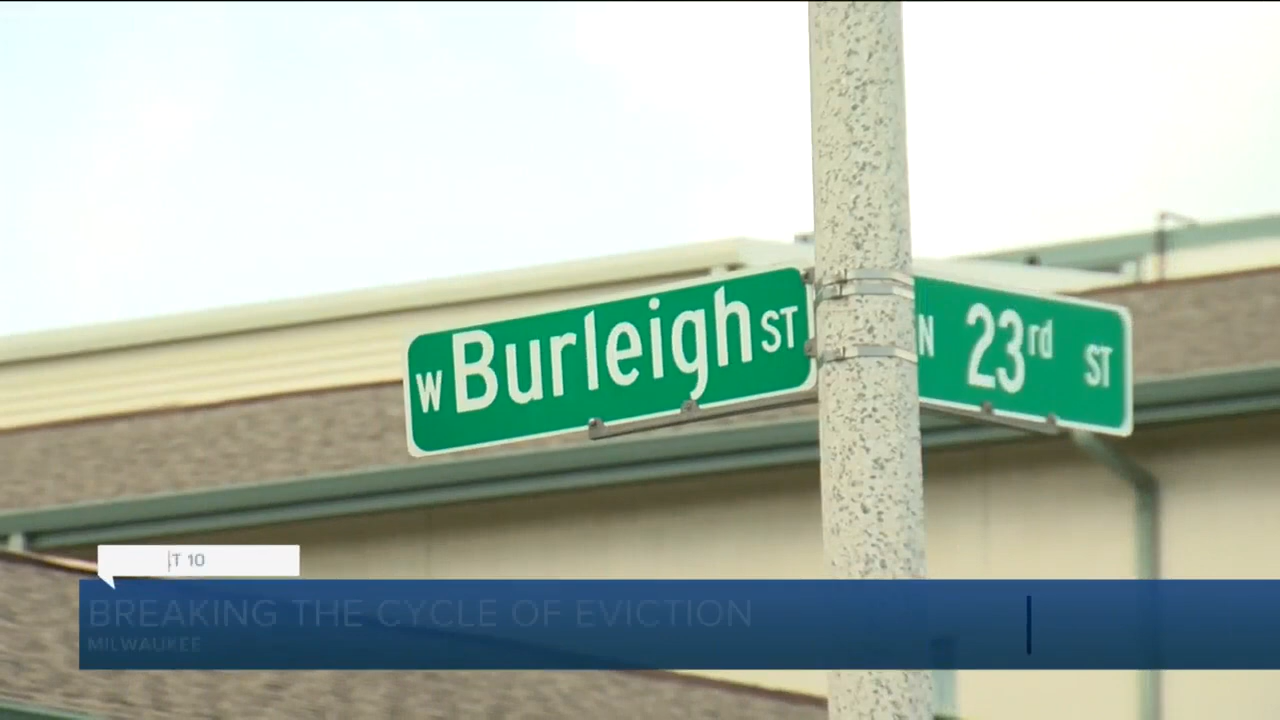 W Burleigh ST
N 23rd ST
T 10
BREAKING THE CYCLE OF EVICTION
MILWAUKEE